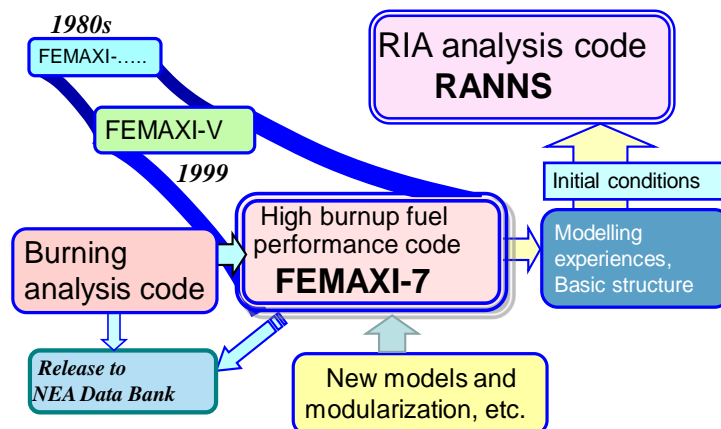 1980s
FEMAXI-…..
FEMAXI-V
1999
RIA analysis code
RANNS
Initial conditions
Modelling
experiences,
Basic structure
High burnup fuel
performance code
FEMAXI-7
Burning
analysis code
Release to
NEA Data Bank
New models and
modularization, etc.